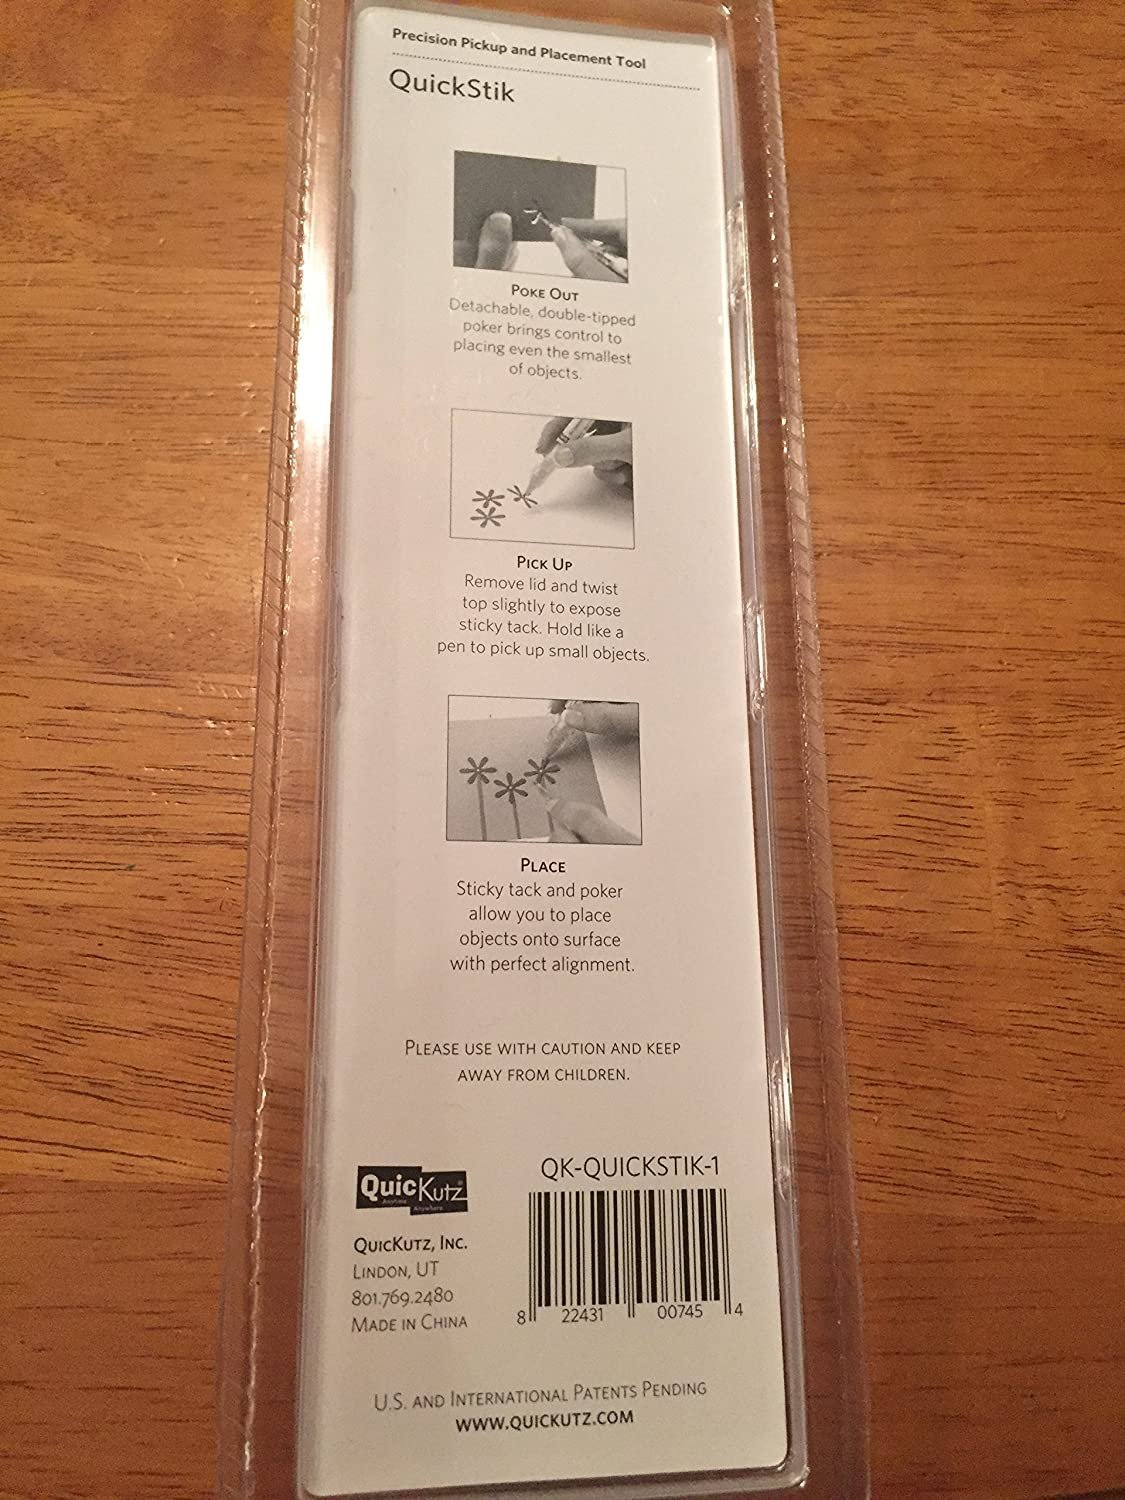 Precision Pickup and Placement Tool
QuickStik
POKE OUT
Detachable, double-tipped
poker brings control to
placing even the smallest
of objects.
PICK UP
Remove lid and twist
top slightly to expose
sticky tack. Hold like a
pen to pick up small objects.
PLACE
Sticky tack and poker
allow you to place
objects onto surface
with perfect alignment.
PLEASE USE WITH CAUTION AND KEEP
AWAY FROM CHILDREN.
QuicKutz®
Anytime
Anywhere
QUICKUTZ, INC.
LINDON, UT
801.769.2480
MADE IN CHINA
QK-QUICKSTIK-1
8 22431 00745 4
U.S. AND INTERNATIONAL PATENTS PENDING
WWW.QUICKUTZ.COM